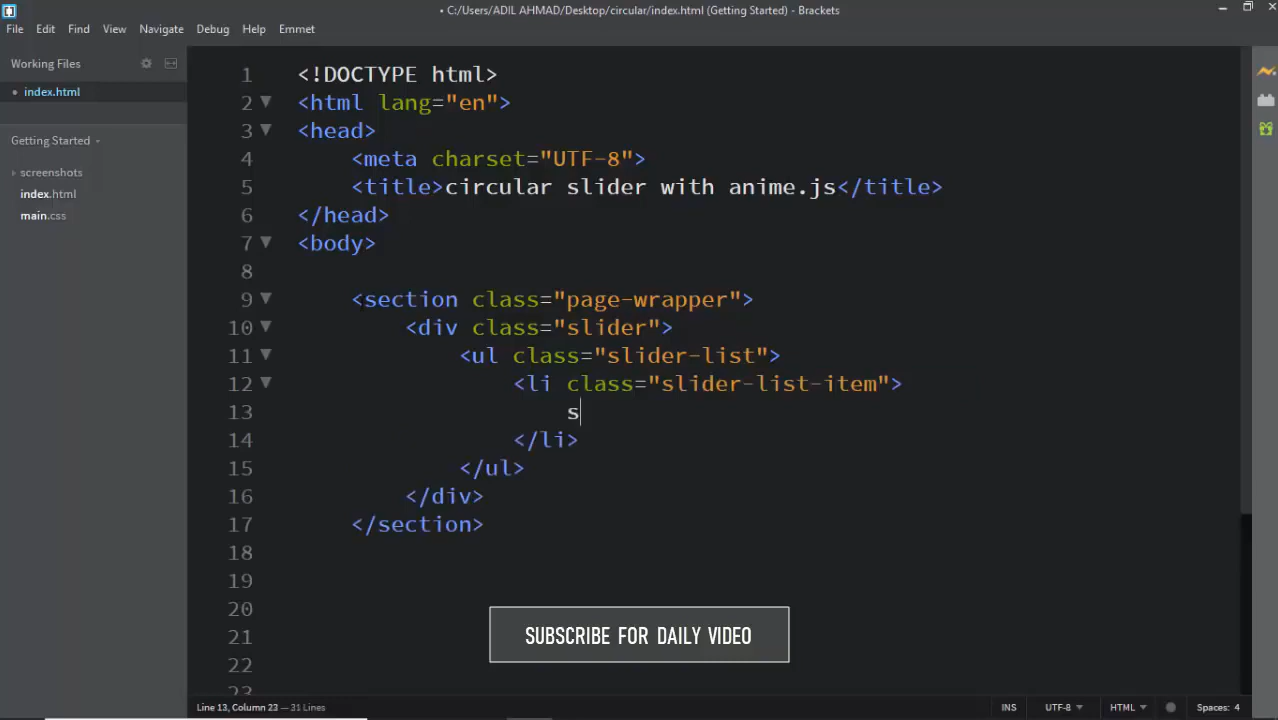 • C:/Users/ADIL AHMAD/Desktop/circular/index.html (Getting Started) - Brackets
File Edit Find View Navigate Debug Help Emmet
Working Files
• index.html
Getting Started
screenshots
index.html
main.css
1 <!DOCTYPE html>
2 <html lang="en">
3 <head>
4 <meta charset="UTF-8">
5 <title>circular slider with anime.js</title>
6 </head>
7 <body>
8
9 <section class="page-wrapper">
10 <div class="slider">
11 <ul class="slider-list">
12 <li class="slider-list-item">
13 s
14 </li>
15 </ul>
16 </div>
17 </section>
18
19
20
21
22
23
SUBSCRIBE FOR DAILY VIDEO
Line 13, Column 23 — 31 Lines
INS UTF-8 HTML Spaces: 4